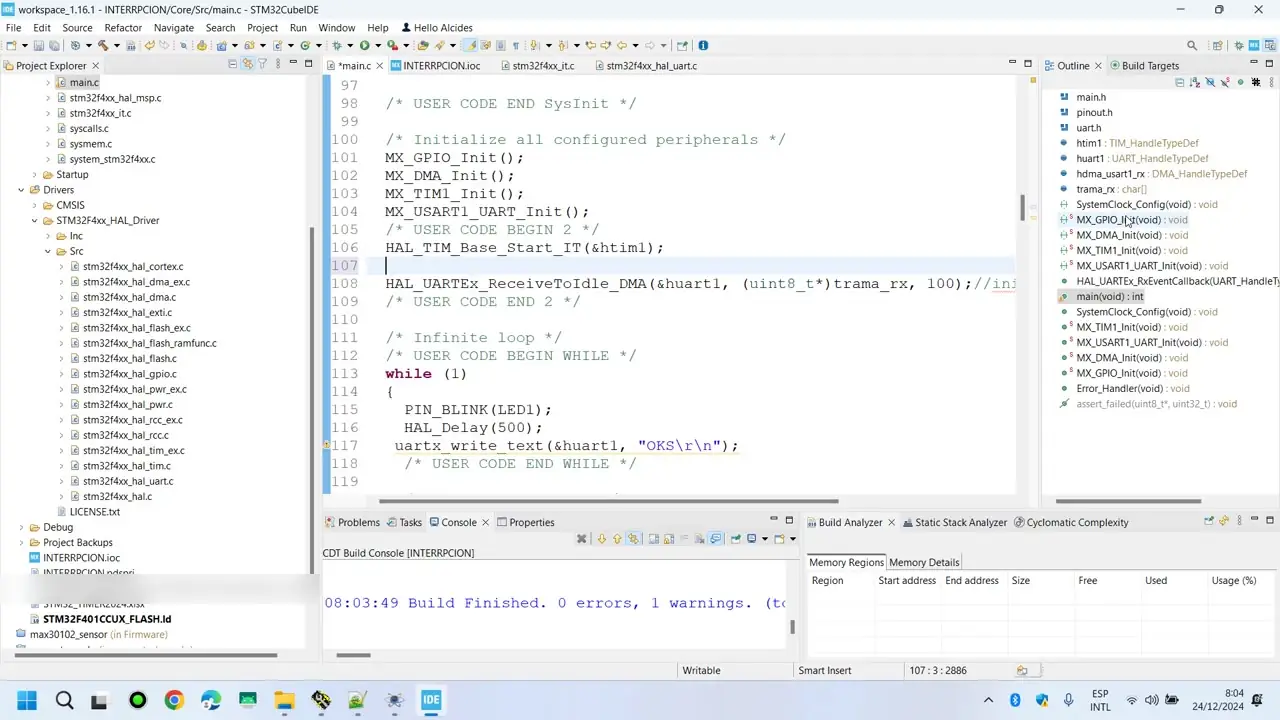 workspace_1.16.1 - INTERRPCION/Core/Src/main.c - STM32CubeIDE
File Edit Source Refactor Navigate Search Project Run Window Help Hello Alcides
Project Explorer
main.c
stm32f4xx_hal_msp.c
stm32f4xx_it.c
syscalls.c
sysmem.c
system_stm32f4xx.c
Startup
Drivers
CMSIS
STM32F4xx_HAL_Driver
Inc
Src
stm32f4xx_hal_cortex.c
stm32f4xx_hal_dma_ex.c
stm32f4xx_hal_dma.c
stm32f4xx_hal_exti.c
stm32f4xx_hal_flash_ex.c
stm32f4xx_hal_flash_ramfunc.c
stm32f4xx_hal_flash.c
stm32f4xx_hal_gpio.c
stm32f4xx_hal_pwr_ex.c
stm32f4xx_hal_pwr.c
stm32f4xx_hal_rcc_ex.c
stm32f4xx_hal_rcc.c
stm32f4xx_hal_tim_ex.c
stm32f4xx_hal_tim.c
stm32f4xx_hal_uart.c
stm32f4xx_hal.c
LICENSE.txt
Debug
Project Backups
INTERRPCION.ioc
STM32F401CCUX_FLASH.ld
max30102_sensor (in Firmware)
*main.c INTERRPCION.ioc stm32f4xx_it.c stm32f4xx_hal_uart.c
97
98 /* USER CODE END SysInit */
99
100 /* Initialize all configured peripherals */
101 MX_GPIO_Init();
102 MX_DMA_Init();
103 MX_TIM1_Init();
104 MX_USART1_UART_Init();
105 /* USER CODE BEGIN 2 */
106 HAL_TIM_Base_Start_IT(&htim1);
107
108 HAL_UARTEx_ReceiveToIdle_DMA(&huart1, (uint8_t*)trama_rx, 100);//ini
109 /* USER CODE END 2 */
110
111 /* Infinite loop */
112 /* USER CODE BEGIN WHILE */
113 while (1)
114 {
115 PIN_BLINK(LED1);
116 HAL_Delay(500);
117 uartx_write_text(&huart1, "OKS\r\n");
118 /* USER CODE END WHILE */
119
Outline Build Targets
main.h
pinout.h
uart.h
htim1 : TIM_HandleTypeDef
huart1 : UART_HandleTypeDef
hdma_usart1_rx : DMA_HandleTypeDef
trama_rx : char[]
SystemClock_Config(void) : void
MX_GPIO_Init(void) : void
MX_DMA_Init(void) : void
MX_TIM1_Init(void) : void
MX_USART1_UART_Init(void) : void
HAL_UARTEx_RxEventCallback(UART_HandleTy
main(void) : int
SystemClock_Config(void) : void
MX_TIM1_Init(void) : void
MX_USART1_UART_Init(void) : void
MX_DMA_Init(void) : void
MX_GPIO_Init(void) : void
Error_Handler(void) : void
assert_failed(uint8_t*, uint32_t) : void
Problems Tasks Console Properties
CDT Build Console [INTERRPCION]
08:03:49 Build Finished. 0 errors, 1 warnings. (to
Build Analyzer Static Stack Analyzer Cyclomatic Complexity
Memory Regions Memory Details
Region Start address End address Size Free Used Usage (%)
Writable Smart Insert 107 : 3 : 2886
ESP
INTL
8:04
24/12/2024